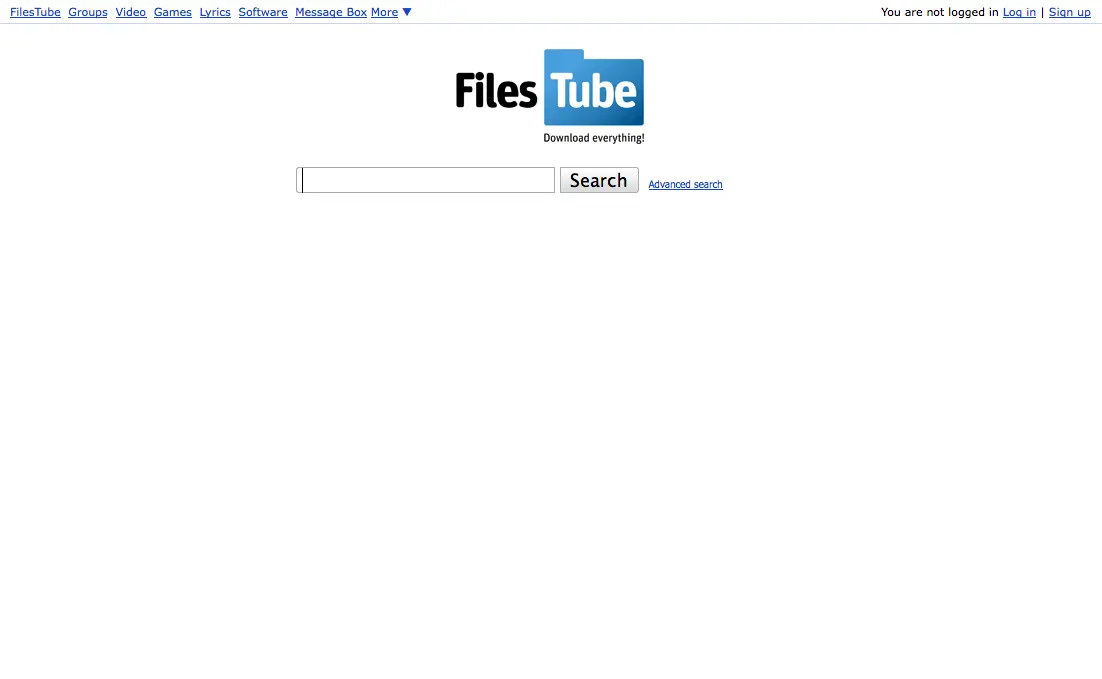 FilesTube Groups Video Games Lyrics Software Message Box More ▼ You are not logged in Log in | Sign up
Files Tube
Download everything!
Search Advanced search